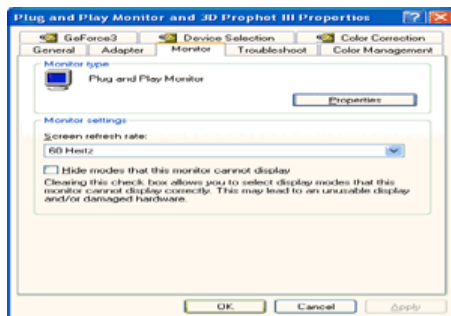 Plug and Play Monitor and 3D Prophet III Properties
GeForce3 Device Selection Color Correction
General Adapter Monitor Troubleshoot Color Management
Monitor type
Plug and Play Monitor
Properties
Monitor settings
Screen refresh rate:
60 Hertz
Hide modes that this monitor cannot display
Clearing this check box allows you to select display modes that this
monitor cannot display correctly. This may lead to an unusable display
and/or damaged hardware.
OK Cancel Apply